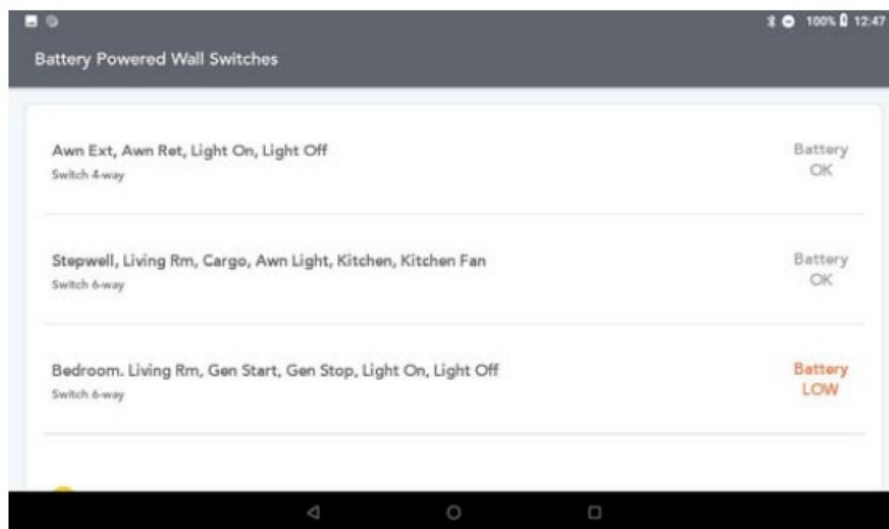 100% 12:47
Battery Powered Wall Switches
Awn Ext, Awn Ret, Light On, Light Off
Switch 4-way
Battery
OK
Stepwell, Living Rm, Cargo, Awn Light, Kitchen, Kitchen Fan
Switch 6-way
Battery
OK
Bedroom. Living Rm, Gen Start, Gen Stop, Light On, Light Off
Switch 6-way
Battery
LOW